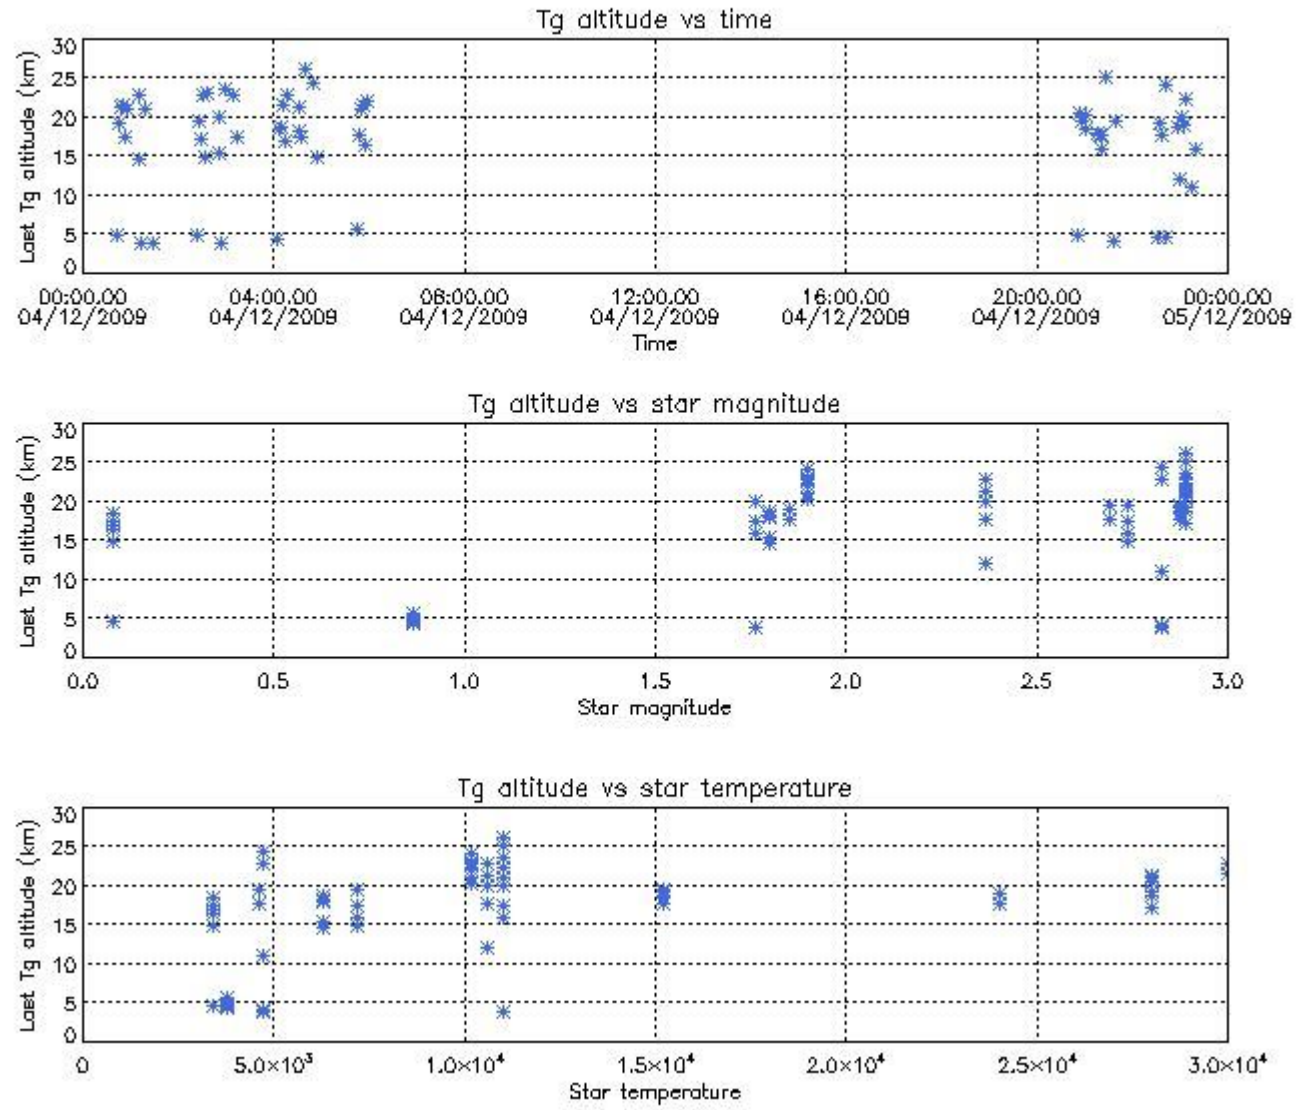 Tg altitude vs time
Last Tg altitude (km)
30
25
20
15
10
5
0
00:00.00 04:00.00 08:00.00 12:00.00 16:00.00 20:00.00 00:00.00
04/12/2009 04/12/2009 04/12/2009 04/12/2009 04/12/2009 04/12/2009 05/12/2009
Time
Tg altitude vs star magnitude
Last Tg altitude (km)
30
25
20
15
10
5
0
0.0 0.5 1.0 1.5 2.0 2.5 3.0
Star magnitude
Tg altitude vs star temperature
Last Tg altitude (km)
30
25
20
15
10
5
0
0 5.0×10³ 1.0×10⁴ 1.5×10⁴ 2.0×10⁴ 2.5×10⁴ 3.0×10⁴
Star temperature